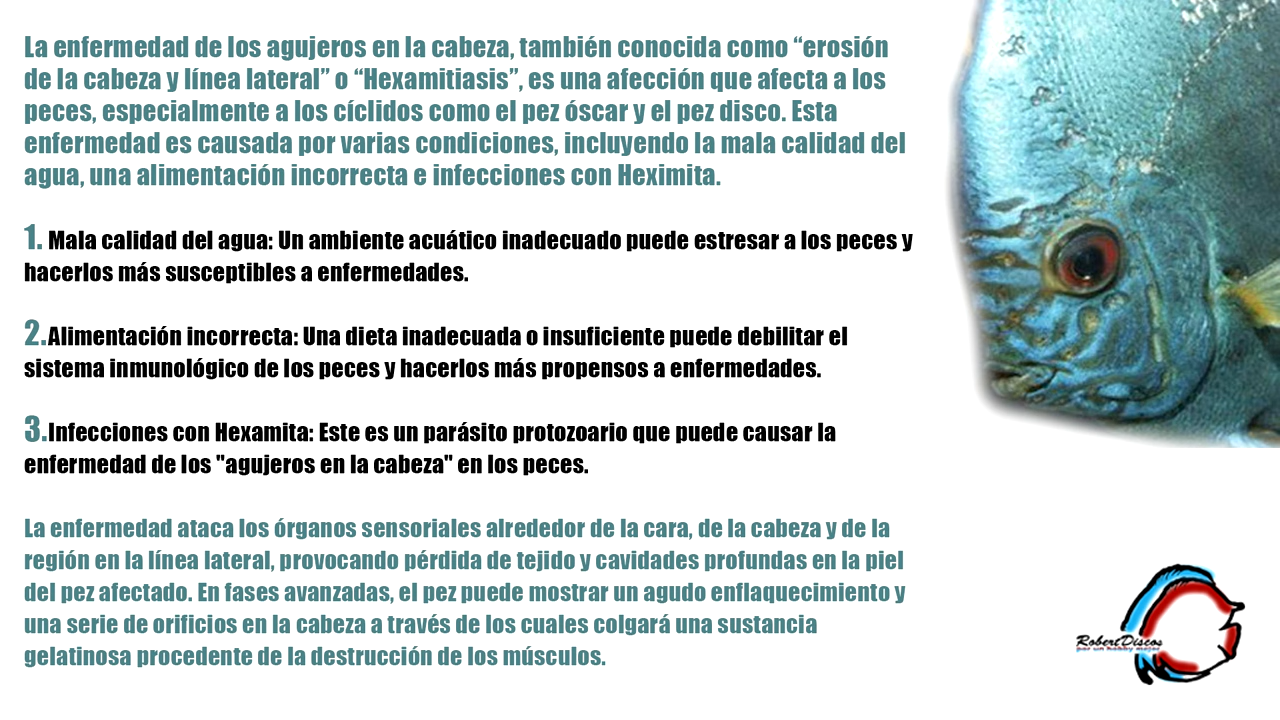 La enfermedad de los agujeros en la cabeza, también conocida como “erosión
de la cabeza y línea lateral” o “Hexamitiasis”, es una afección que afecta a los
peces, especialmente a los cíclidos como el pez óscar y el pez disco. Esta
enfermedad es causada por varias condiciones, incluyendo la mala calidad del
agua, una alimentación incorrecta e infecciones con Heximita.
1. Mala calidad del agua: Un ambiente acuático inadecuado puede estresar a los peces y
hacerlos más susceptibles a enfermedades.
2.Alimentación incorrecta: Una dieta inadecuada o insuficiente puede debilitar el
sistema inmunológico de los peces y hacerlos más propensos a enfermedades.
3.Infecciones con Hexamita: Este es un parásito protozoario que puede causar la
enfermedad de los "agujeros en la cabeza" en los peces.
La enfermedad ataca los órganos sensoriales alrededor de la cara, de la cabeza y de la
región en la línea lateral, provocando pérdida de tejido y cavidades profundas en la piel
del pez afectado. En fases avanzadas, el pez puede mostrar un agudo enflaquecimiento y
una serie de orificios en la cabeza a través de los cuales colgará una sustancia
gelatinosa procedente de la destrucción de los músculos.
RobertDiscos
por un hobby mejor